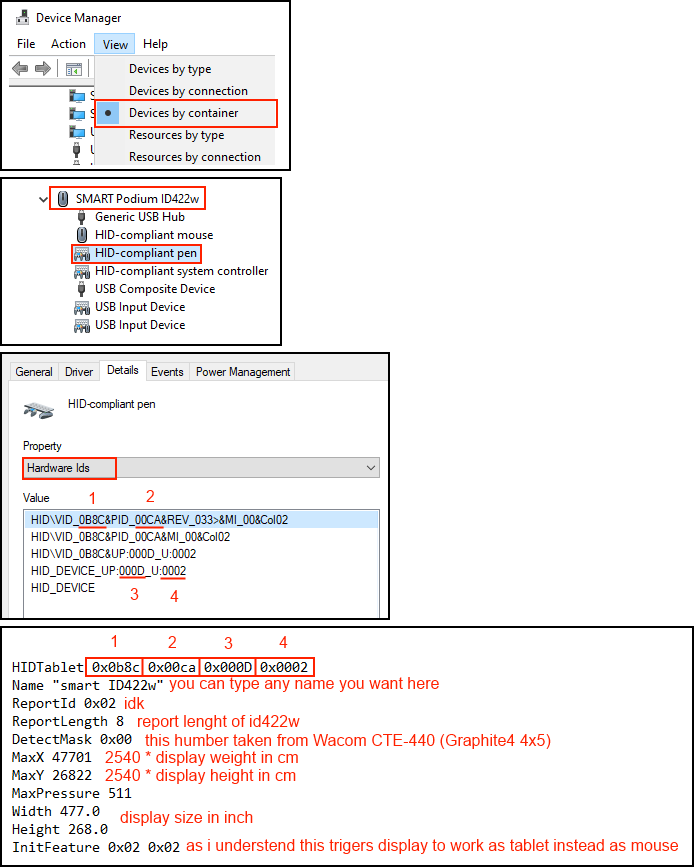 Device Manager
File Action View Help
Devices by type
Devices by connection
Devices by container
Resources by type
Resources by connection
SMART Podium ID422w
Generic USB Hub
HID-compliant mouse
HID-compliant pen
HID-compliant system controller
USB Composite Device
USB Input Device
USB Input Device
General Driver Details Events Power Management
HID-compliant pen
Property
Hardware Ids
Value
1 2
HID\VID_0B8C&PID_00CA&REV_033>&MI_00&Col02
HID\VID_0B8C&PID_00CA&MI_00&Col02
HID\VID_0B8C&UP:000D_U:0002
HID_DEVICE_UP:000D_U:0002
HID_DEVICE
3 4
1 2 3 4
HIDTablet 0x0b8c 0x00ca 0x000D 0x0002
Name "smart ID422w" you can type any name you want here
ReportId 0x02 idk
ReportLength 8 report lenght of id422w
DetectMask 0x00 this humber taken from Wacom CTE-440 (Graphite4 4x5)
MaxX 47701 2540 * display weight in cm
MaxY 26822 2540 * display height in cm
MaxPressure 511
Width 477.0
display size in inch
Height 268.0
InitFeature 0x02 0x02 as i understend this trigers display to work as tablet instead as mouse